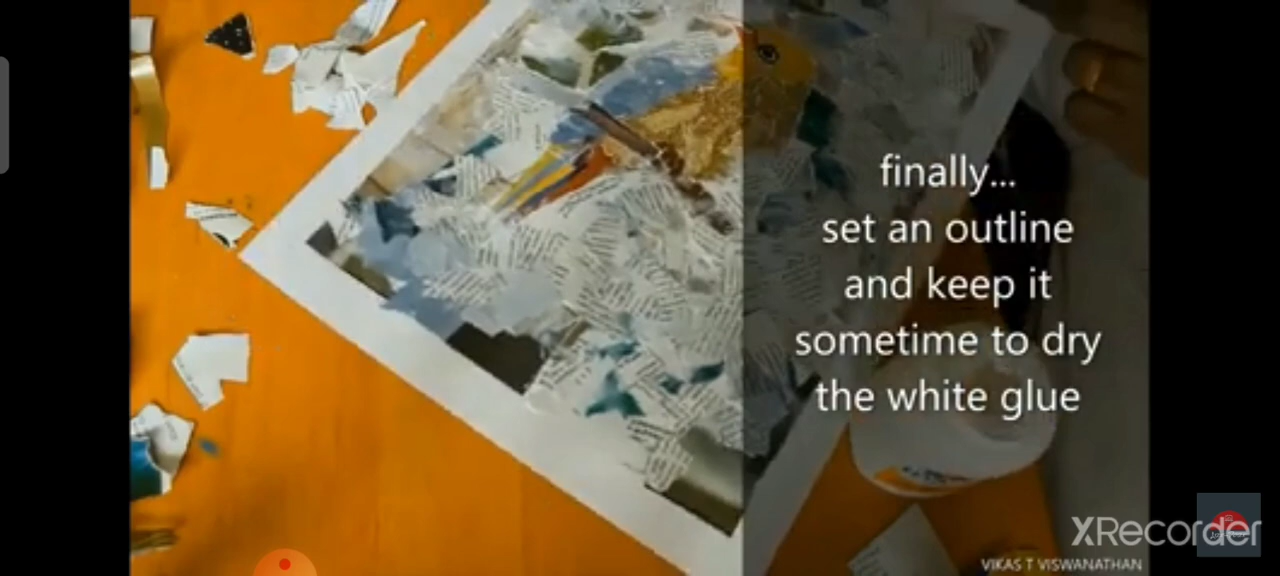 finally...
set an outline
and keep it
sometime to dry
the white glue
XRecorder
VIKAS T VISWANATHAN